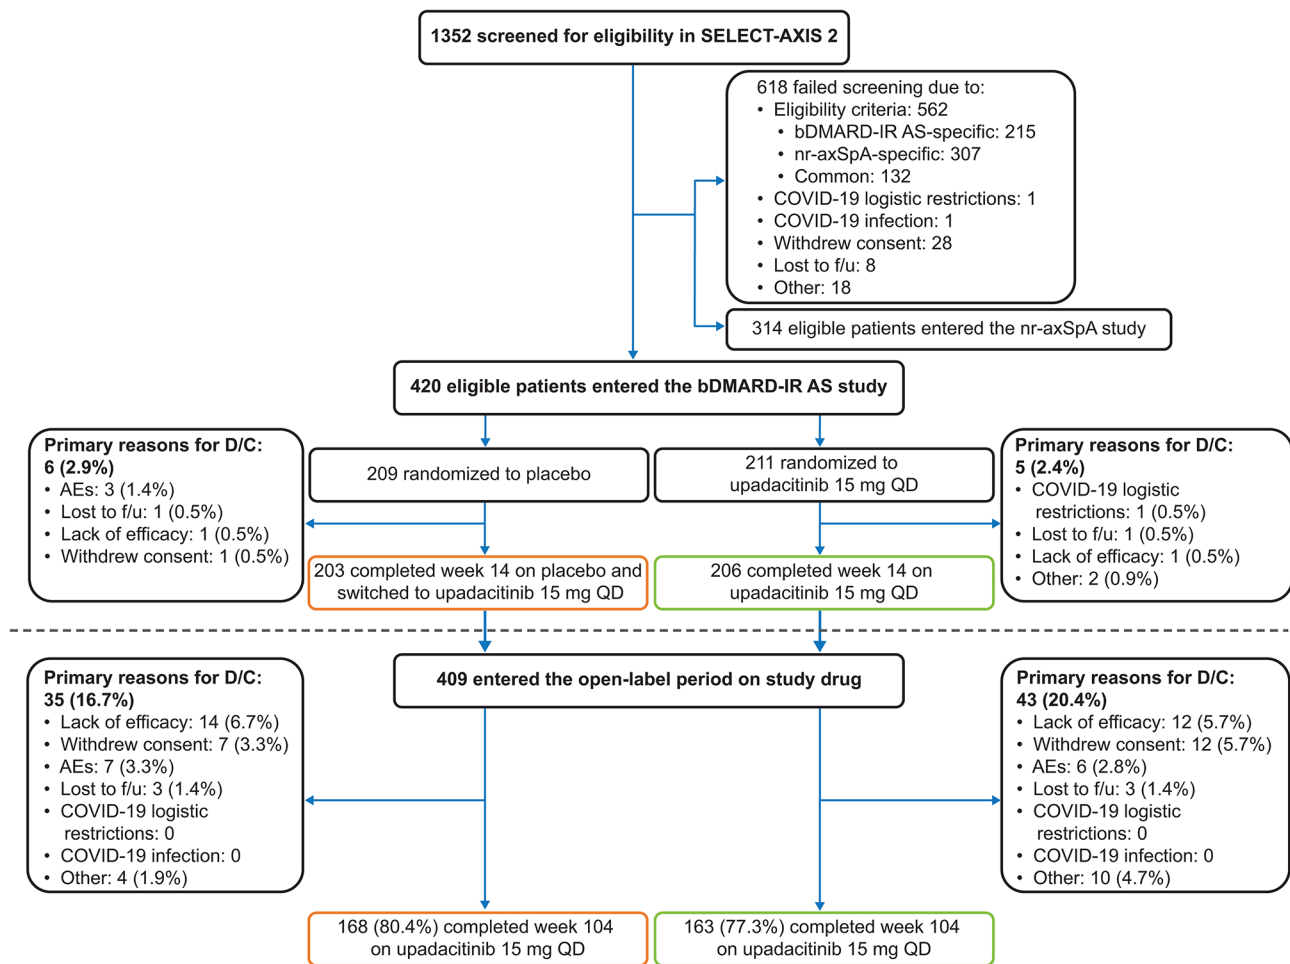 1352 screened for eligibility in SELECT-AXIS 2
618 failed screening due to:
• Eligibility criteria: 562
• bDMARD-IR AS-specific: 215
• nr-axSpA-specific: 307
• Common: 132
• COVID-19 logistic restrictions: 1
• COVID-19 infection: 1
• Withdrew consent: 28
• Lost to f/u: 8
• Other: 18
314 eligible patients entered the nr-axSpA study
420 eligible patients entered the bDMARD-IR AS study
Primary reasons for D/C:
6 (2.9%)
• AEs: 3 (1.4%)
• Lost to f/u: 1 (0.5%)
• Lack of efficacy: 1 (0.5%)
• Withdrew consent: 1 (0.5%)
209 randomized to placebo
211 randomized to
upadacitinib 15 mg QD
Primary reasons for D/C:
5 (2.4%)
• COVID-19 logistic
restrictions: 1 (0.5%)
• Lost to f/u: 1 (0.5%)
• Lack of efficacy: 1 (0.5%)
• Other: 2 (0.9%)
203 completed week 14 on placebo and
switched to upadacitinib 15 mg QD
206 completed week 14 on
upadacitinib 15 mg QD
409 entered the open-label period on study drug
Primary reasons for D/C:
35 (16.7%)
• Lack of efficacy: 14 (6.7%)
• Withdrew consent: 7 (3.3%)
• AEs: 7 (3.3%)
• Lost to f/u: 3 (1.4%)
• COVID-19 logistic
restrictions: 0
• COVID-19 infection: 0
• Other: 4 (1.9%)
Primary reasons for D/C:
43 (20.4%)
• Lack of efficacy: 12 (5.7%)
• Withdrew consent: 12 (5.7%)
• AEs: 6 (2.8%)
• Lost to f/u: 3 (1.4%)
• COVID-19 logistic
restrictions: 0
• COVID-19 infection: 0
• Other: 10 (4.7%)
168 (80.4%) completed week 104
on upadacitinib 15 mg QD
163 (77.3%) completed week 104
on upadacitinib 15 mg QD